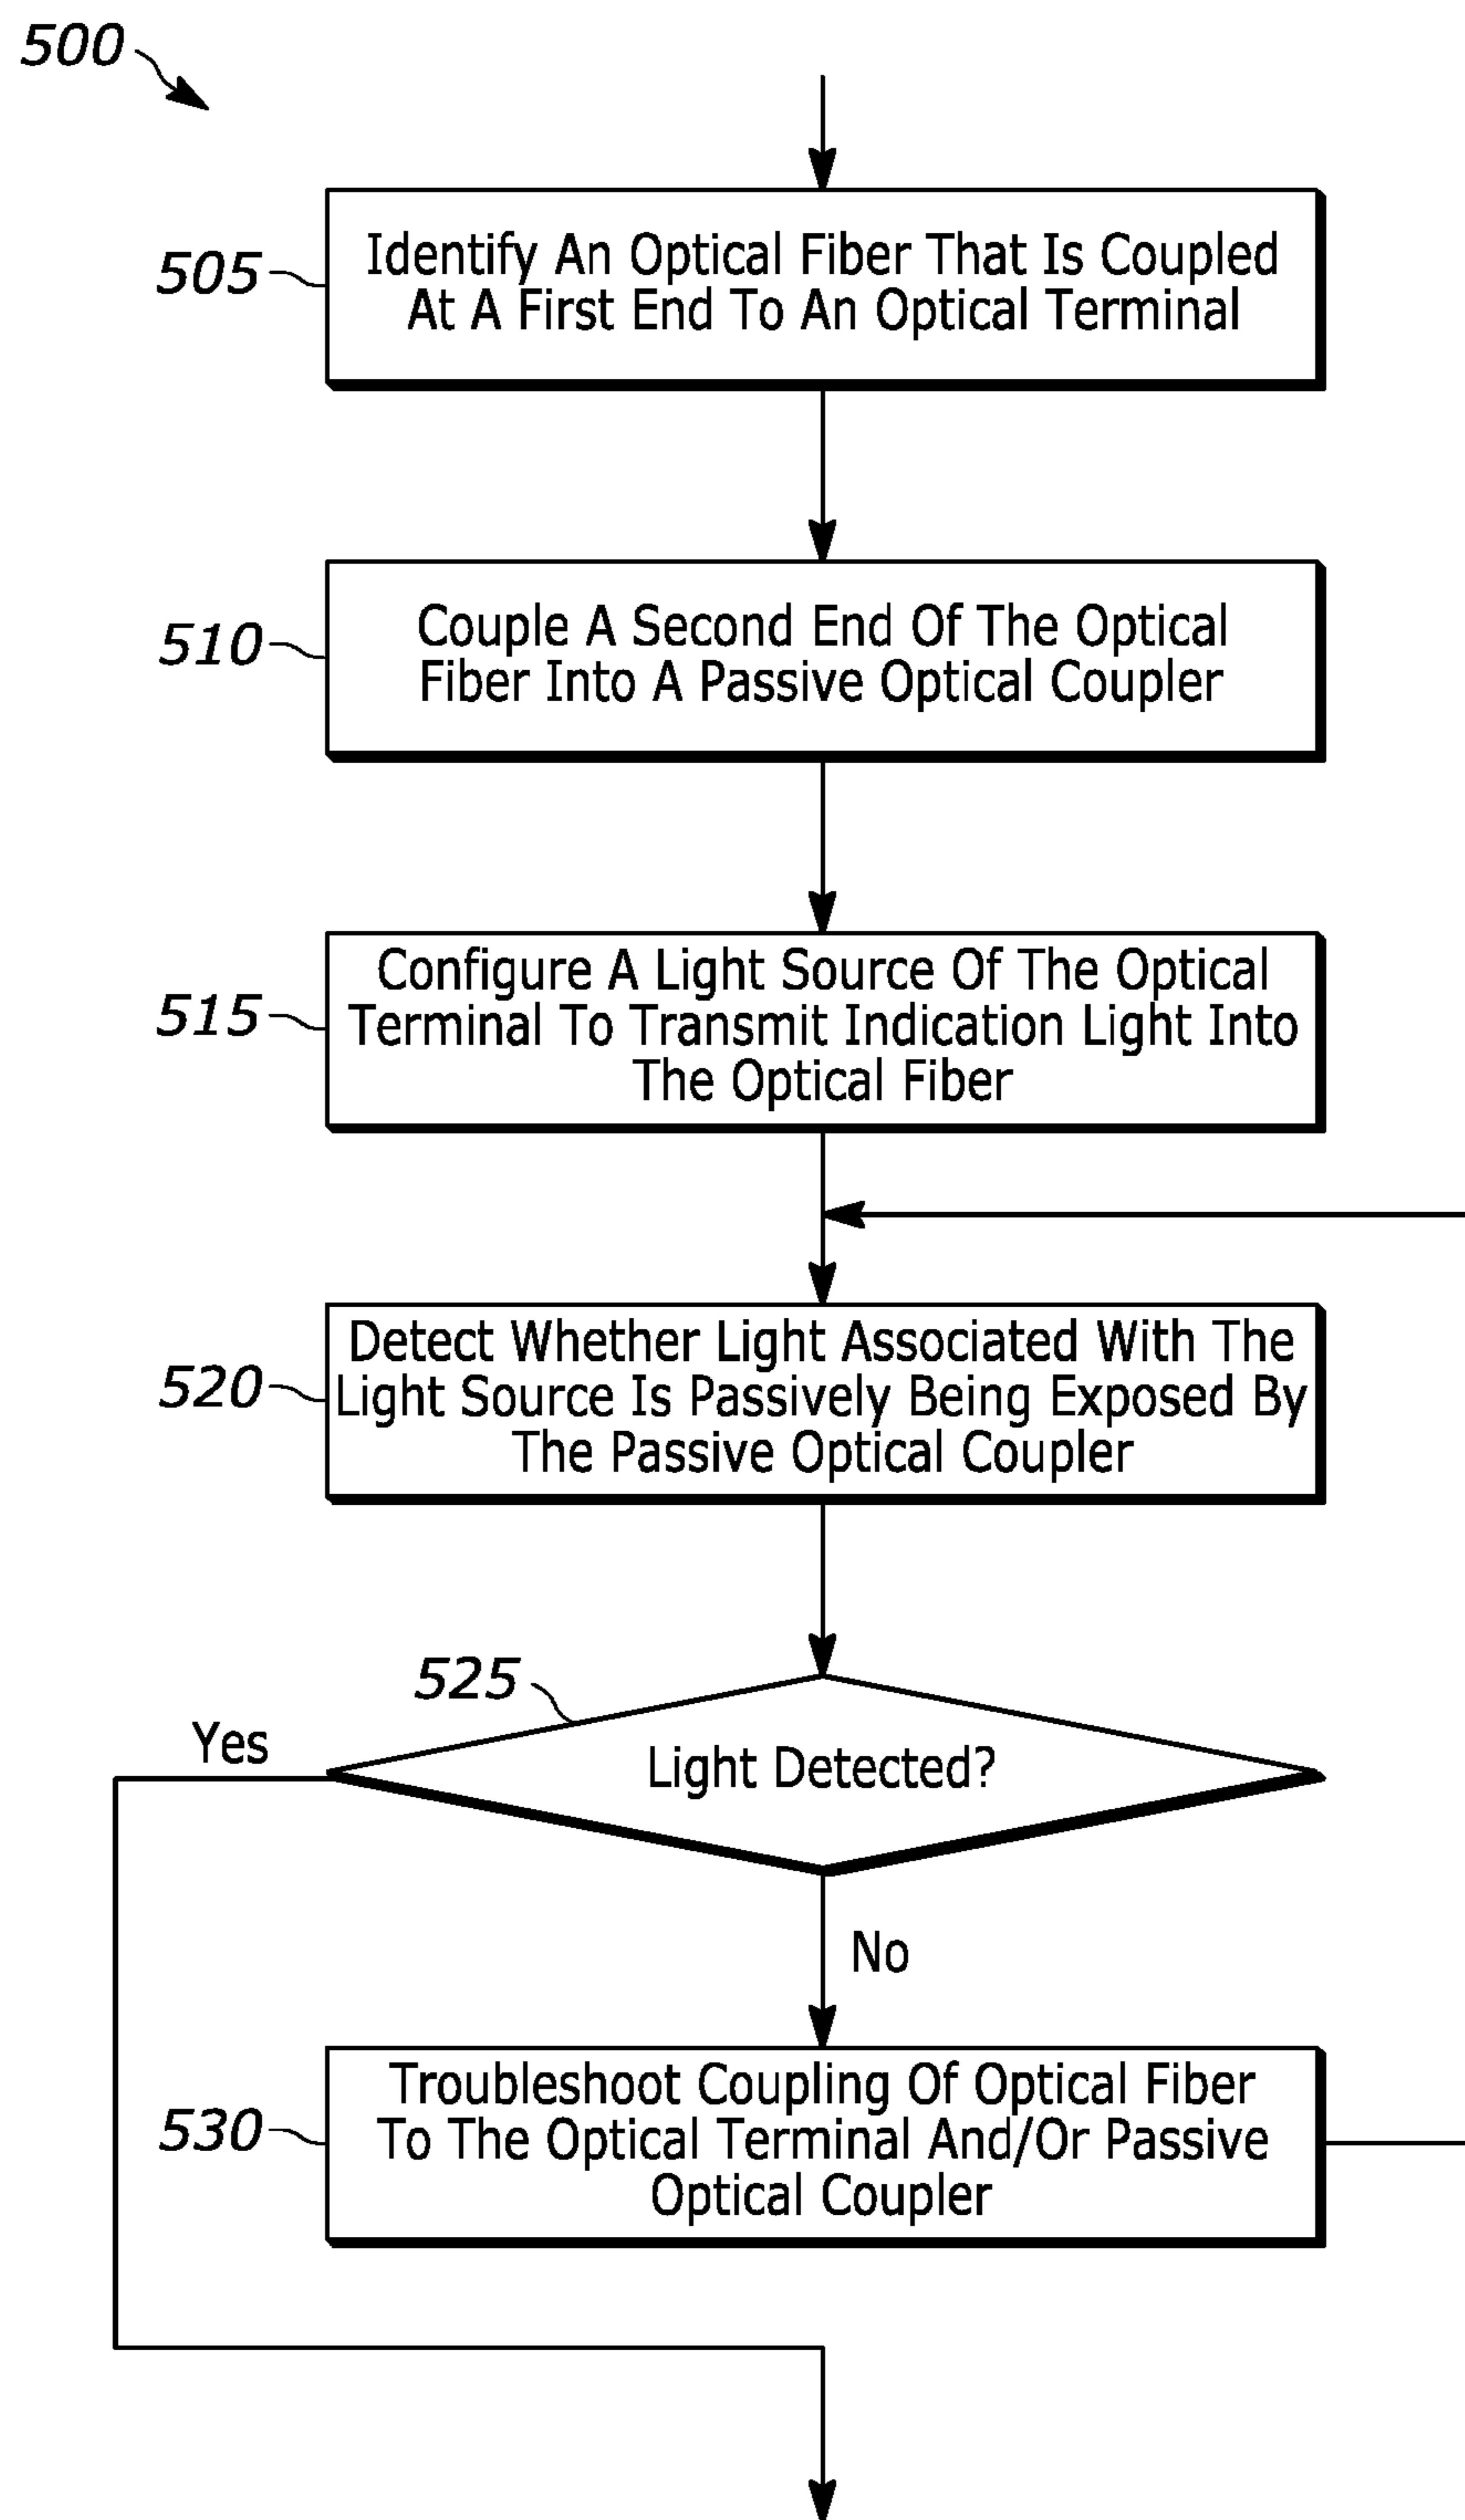 500
505
Identify An Optical Fiber That Is Coupled
At A First End To An Optical Terminal
510
Couple A Second End Of The Optical
Fiber Into A Passive Optical Coupler
515
Configure A Light Source Of The Optical
Terminal To Transmit Indication Light Into
The Optical Fiber
520
Detect Whether Light Associated With The
Light Source Is Passively Being Exposed By
The Passive Optical Coupler
525
Yes
Light Detected?
No
530
Troubleshoot Coupling Of Optical Fiber
To The Optical Terminal And/Or Passive
Optical Coupler